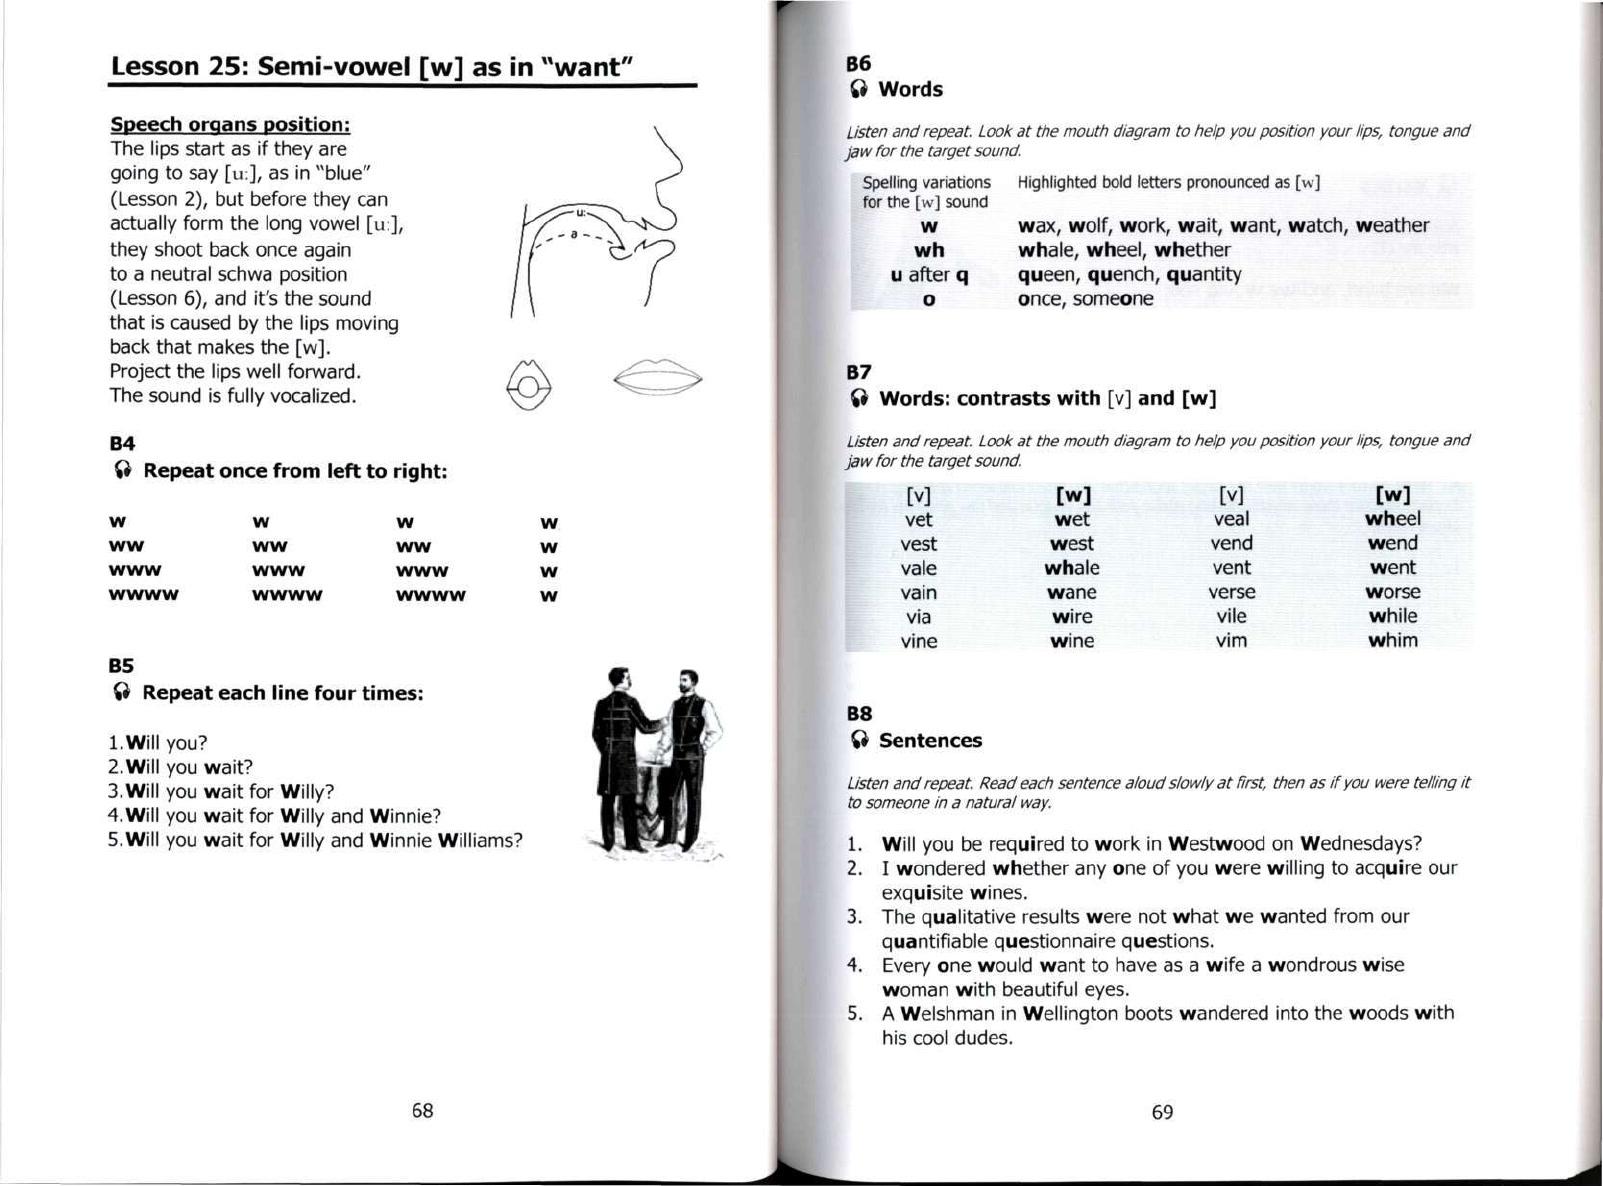 Lesson 25: Semi-vowel [w] as in "want"
Speech organs position:
The lips start as if they are
going to say [u:], as in "blue"
(Lesson 2), but before they can
actually form the long vowel [u:],
they shoot back once again
to a neutral schwa position
(Lesson 6), and it's the sound
that is caused by the lips moving
back that makes the [w].
Project the lips well forward.
The sound is fully vocalized.
u:
ə
B4
Repeat once from left to right:
w w w w
ww ww ww w
www www www w
wwww wwww wwww w
B5
Repeat each line four times:
1.Will you?
2.Will you wait?
3.Will you wait for Willy?
4.Will you wait for Willy and Winnie?
5.Will you wait for Willy and Winnie Williams?
68
B6
Words
Listen and repeat. Look at the mouth diagram to help you position your lips, tongue and
jaw for the target sound.
Spelling variations Highlighted bold letters pronounced as [w]
for the [w] sound
w wax, wolf, work, wait, want, watch, weather
wh whale, wheel, whether
u after q queen, quench, quantity
o once, someone
B7
Words: contrasts with [v] and [w]
Listen and repeat. Look at the mouth diagram to help you position your lips, tongue and
jaw for the target sound.
[v] [w] [v] [w]
vet wet veal wheel
vest west vend wend
vale whale vent went
vain wane verse worse
via wire vile while
vine wine vim whim
B8
Sentences
Listen and repeat. Read each sentence aloud slowly at first, then as if you were telling it
to someone in a natural way.
1. Will you be required to work in Westwood on Wednesdays?
2. I wondered whether any one of you were willing to acquire our
exquisite wines.
3. The qualitative results were not what we wanted from our
quantifiable questionnaire questions.
4. Every one would want to have as a wife a wondrous wise
woman with beautiful eyes.
5. A Welshman in Wellington boots wandered into the woods with
his cool dudes.
69